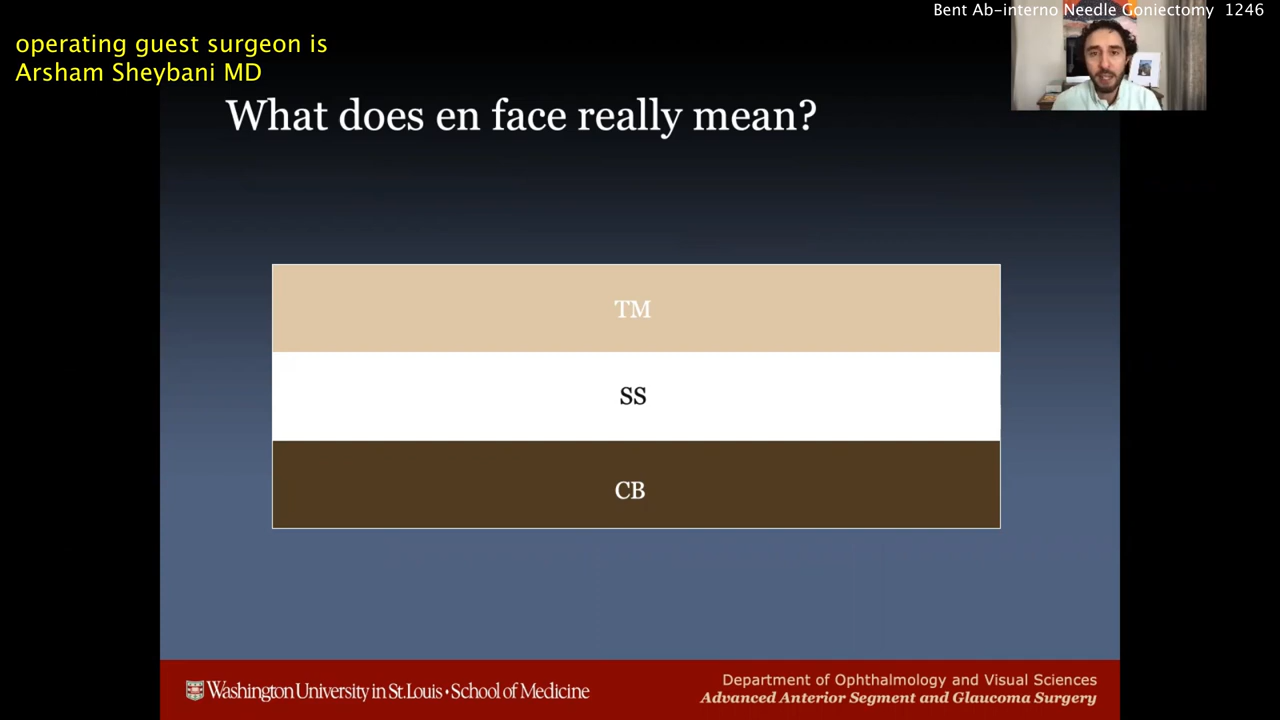 Bent Ab-interno Needle Goniectomy 1246
operating guest surgeon is
Arsham Sheybani MD
What does en face really mean?
TM
SS
CB
Washington University in St. Louis • School of Medicine
Department of Ophthalmology and Visual Sciences
Advanced Anterior Segment and Glaucoma Surgery